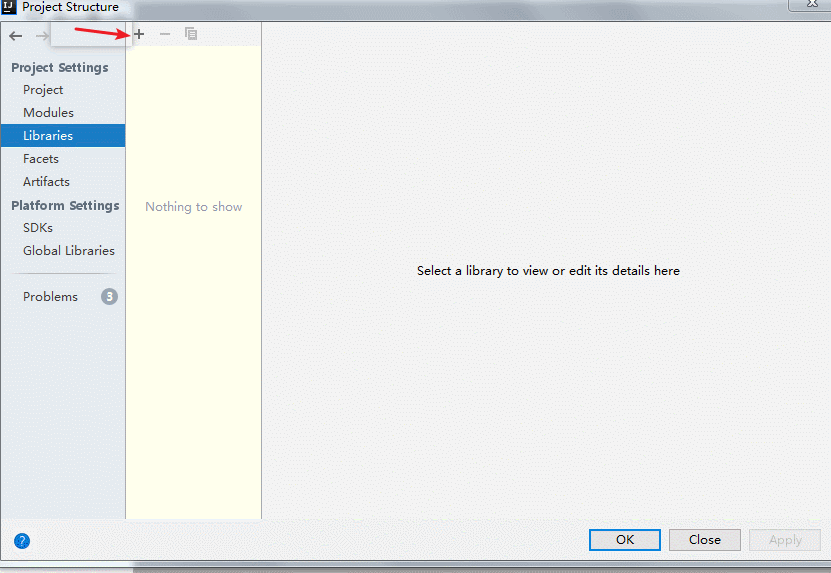 IJ
Project Structure
Project Settings
Project
Modules
Libraries
Facets
Artifacts
Platform Settings
SDKs
Global Libraries
Problems 3
Nothing to show
Select a library to view or edit its details here
?
OK Close Apply